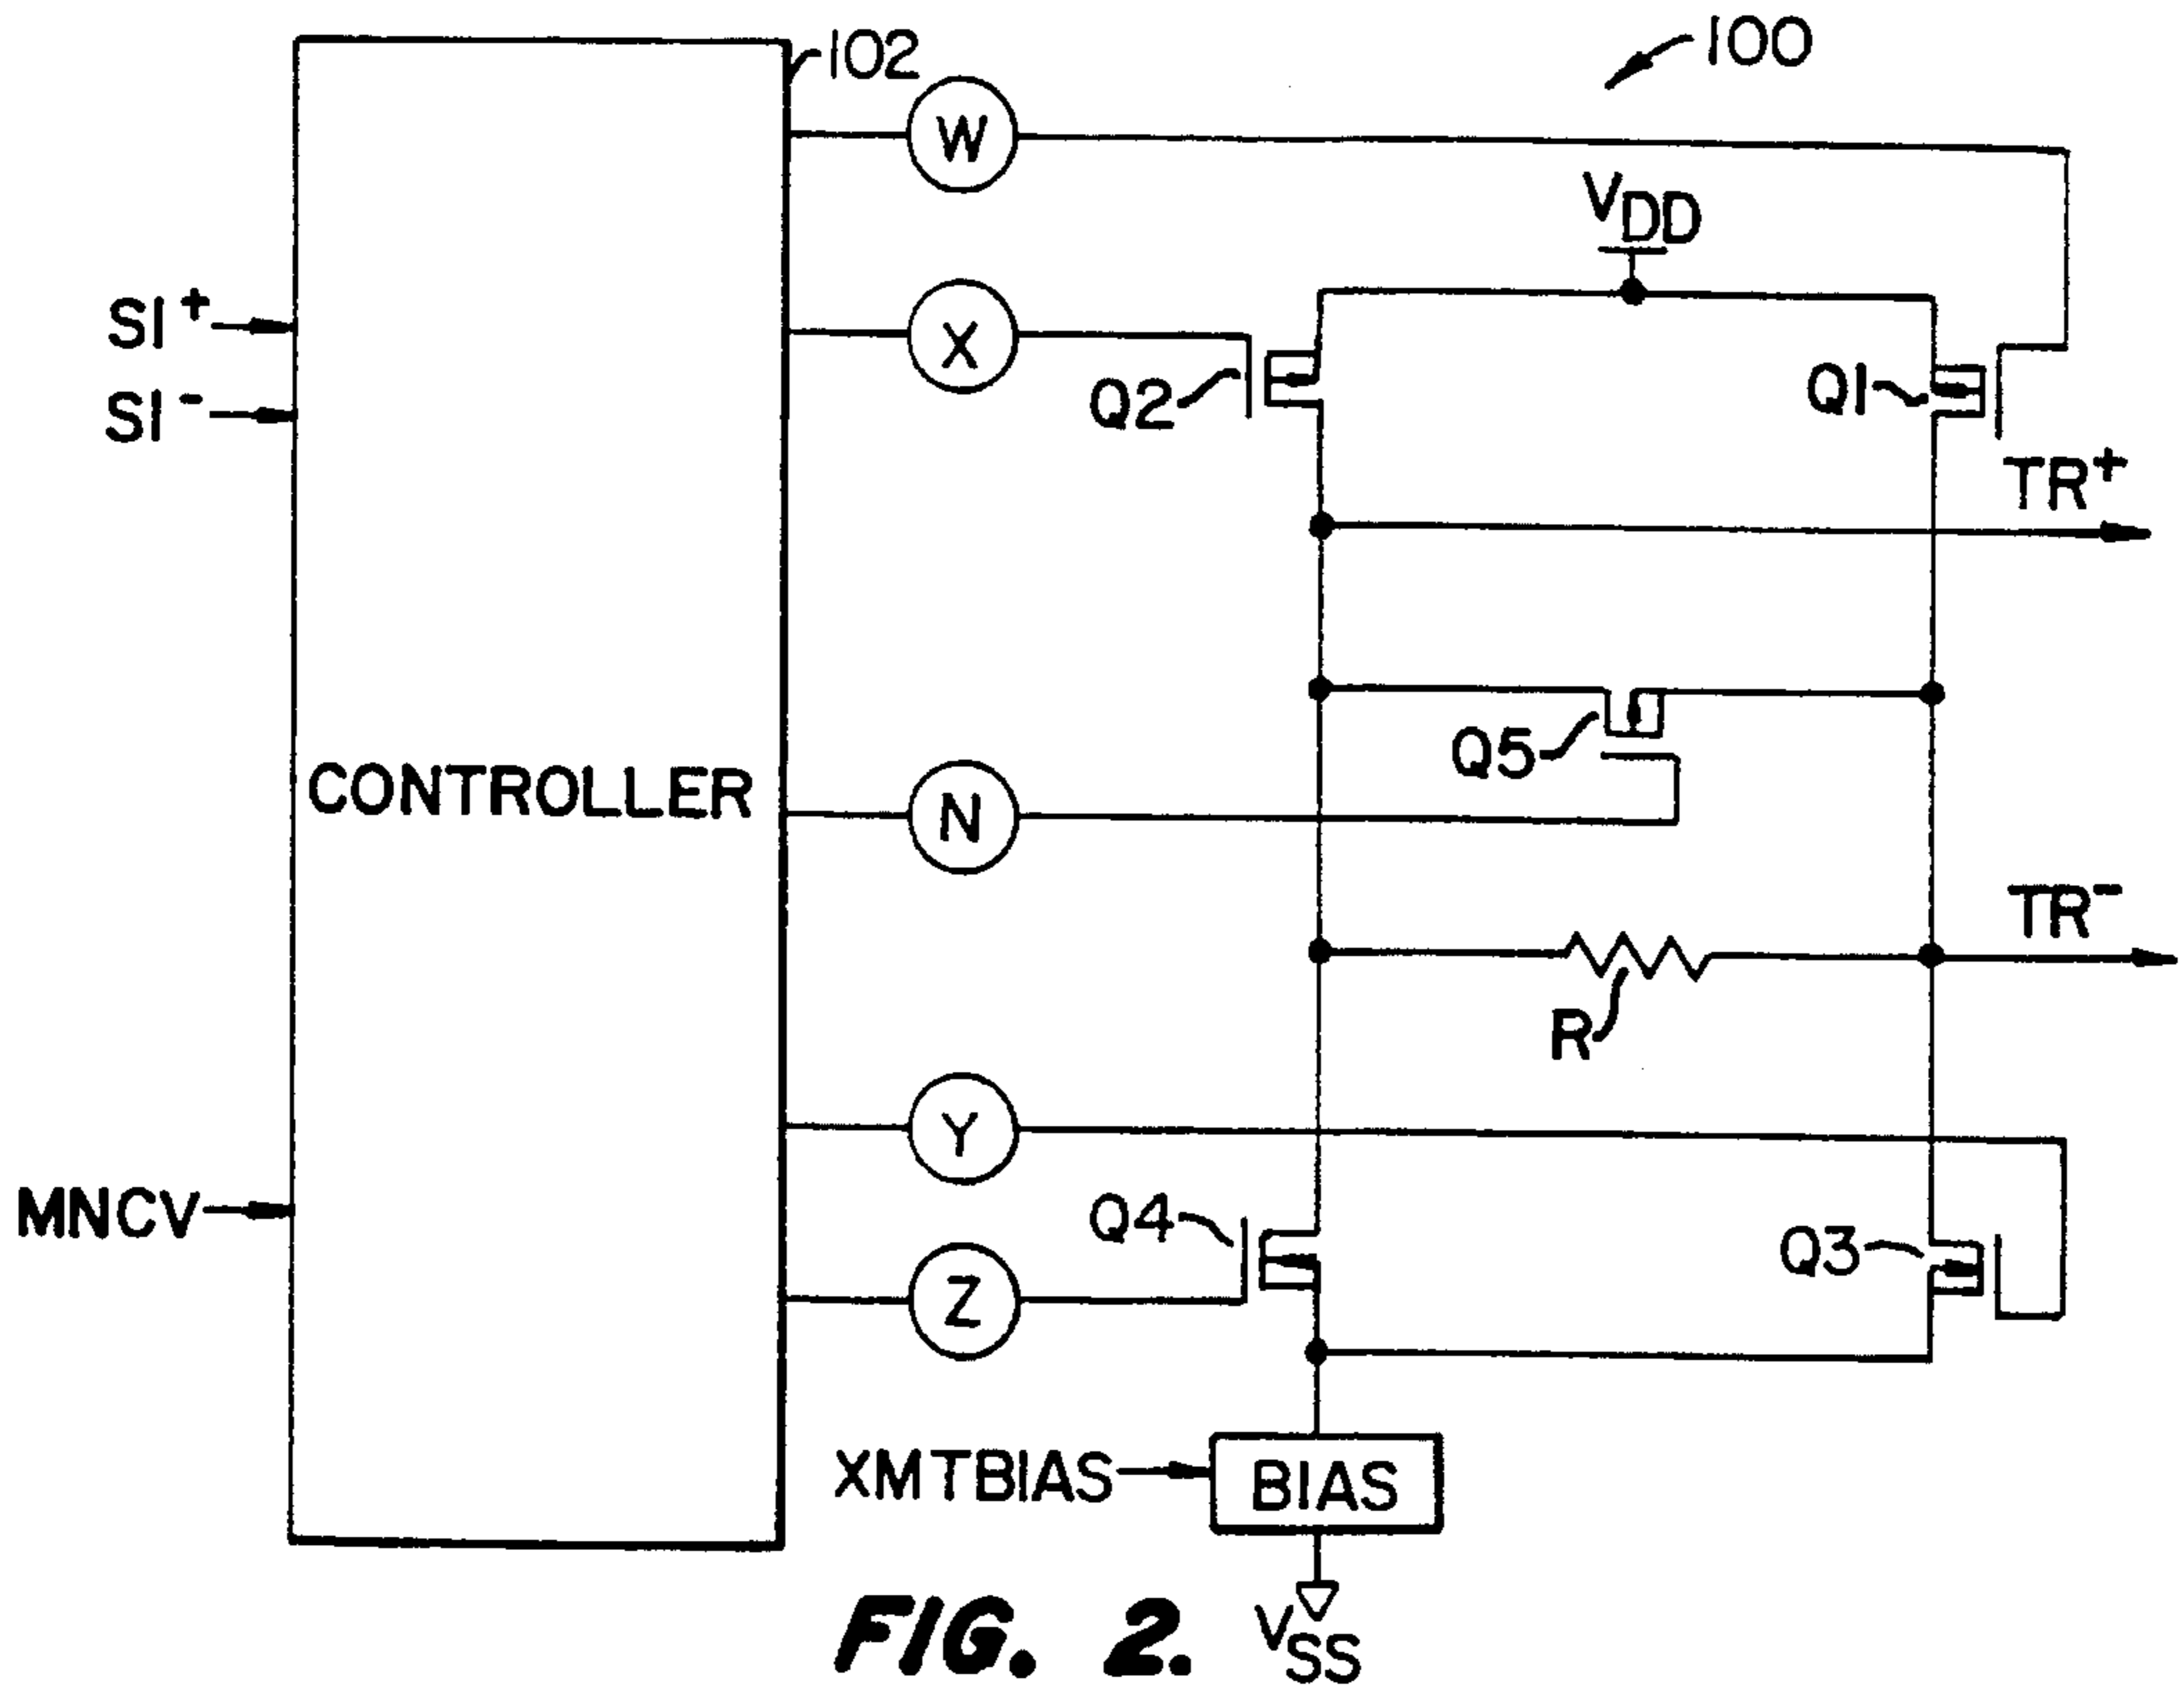 100
102
W
VDD
X
SI+
SI-
Q2
Q1
TR+
Q5
CONTROLLER
N
TR-
R
Y
MNCV
Q4
Q3
Z
XMTBIAS
BIAS
VSS
FIG. 2.